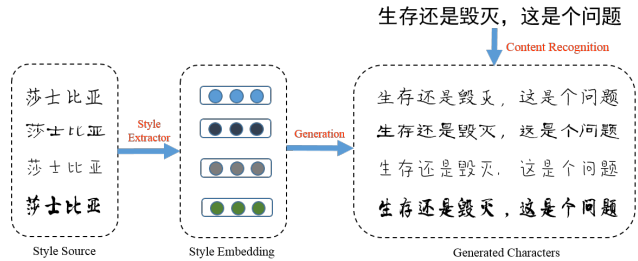 生存还是毁灭，这是个问题
Content Recognition
莎士比亚
莎士比亚
莎士比亚
莎士比亚
Style Source
Style
Extractor
Style Embedding
Generation
生存还是毁灭，这是个问题
生存还是毁灭，这是个问题
生存还是毁灭，这是个问题
生存还是毁灭，这是个问题
Generated Characters